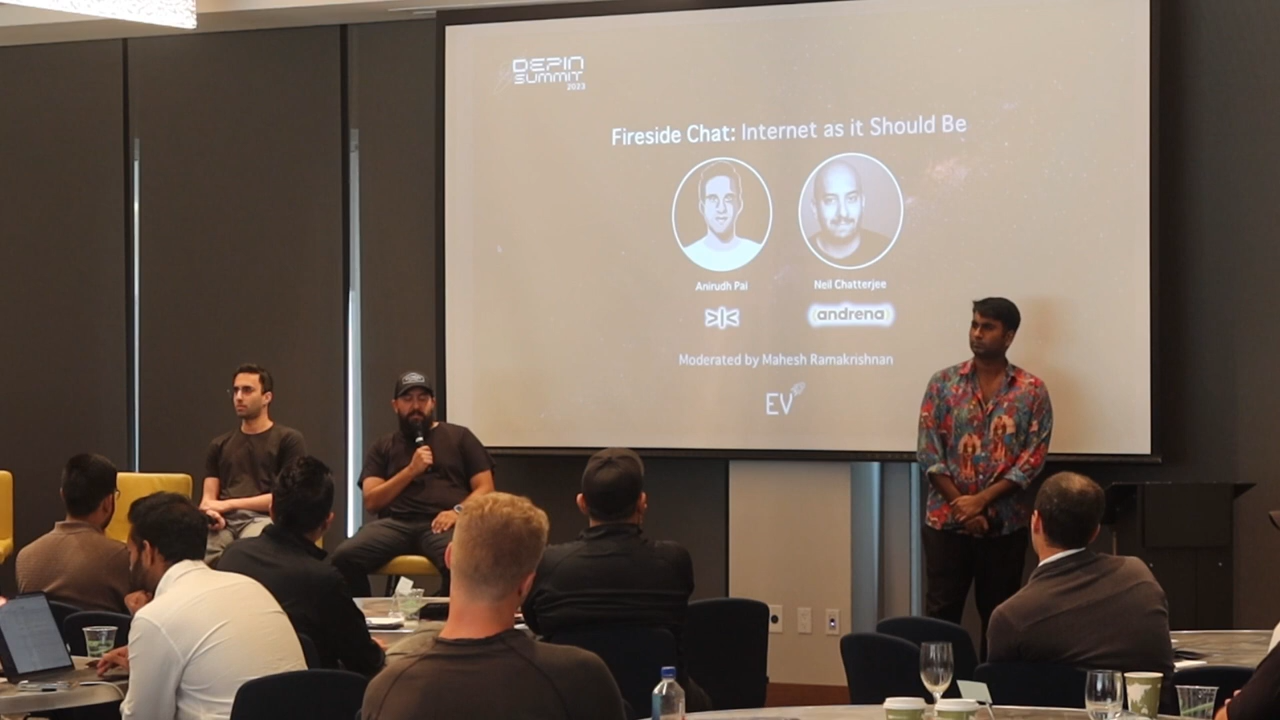 DEPIN
SUMMIT
2023
Fireside Chat: Internet as it Should Be
Anirudh Pai
Neil Chatterjee
andrena
Moderated by Mahesh Ramakrishnan
EV